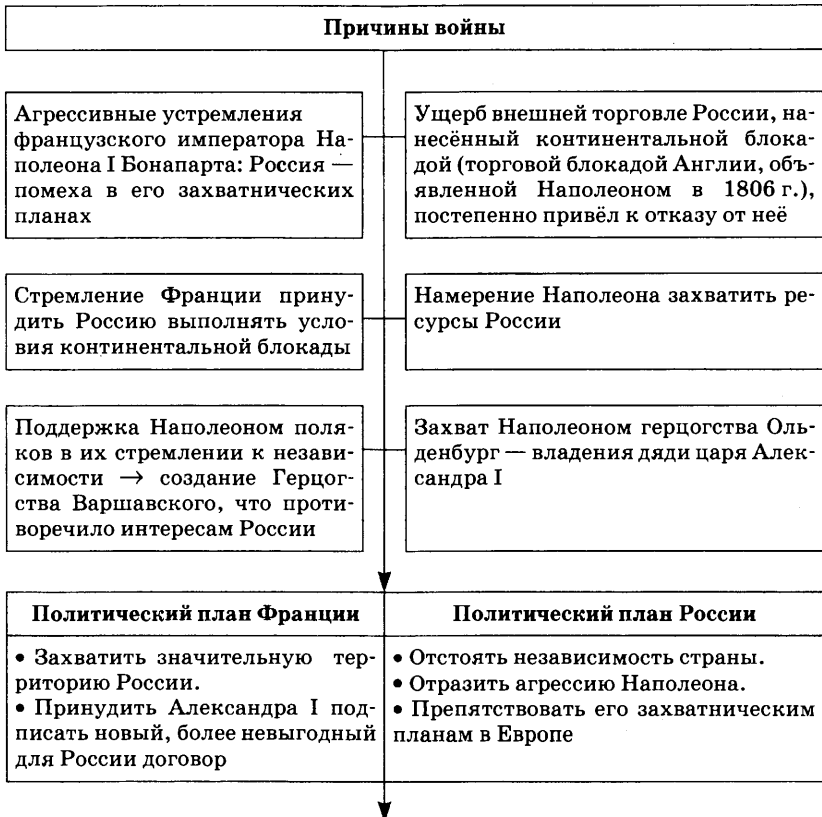 Причины войны
Агрессивные устремления
французского императора На-
полеона I Бонапарта: Россия —
помеха в его захватнических
планах
Ущерб внешней торговле России, на-
несённый континентальной блока-
дой (торговой блокадой Англии, объ-
явленной Наполеоном в 1806 г.),
постепенно привёл к отказу от неё
Стремление Франции прину-
дить Россию выполнять усло-
вия континентальной блокады
Намерение Наполеона захватить ре-
сурсы России
Поддержка Наполеоном поля-
ков в их стремлении к незави-
симости → создание Герцог-
ства Варшавского, что проти-
воречило интересам России
Захват Наполеоном герцогства Оль-
денбург — владения дяди царя Алек-
сандра I
Политический план Франции
• Захватить значительную тер-
риторию России.
• Принудить Александра I под-
писать новый, более невыгодный
для России договор
Политический план России
• Отстоять независимость страны.
• Отразить агрессию Наполеона.
• Препятствовать его захватническим
планам в Европе